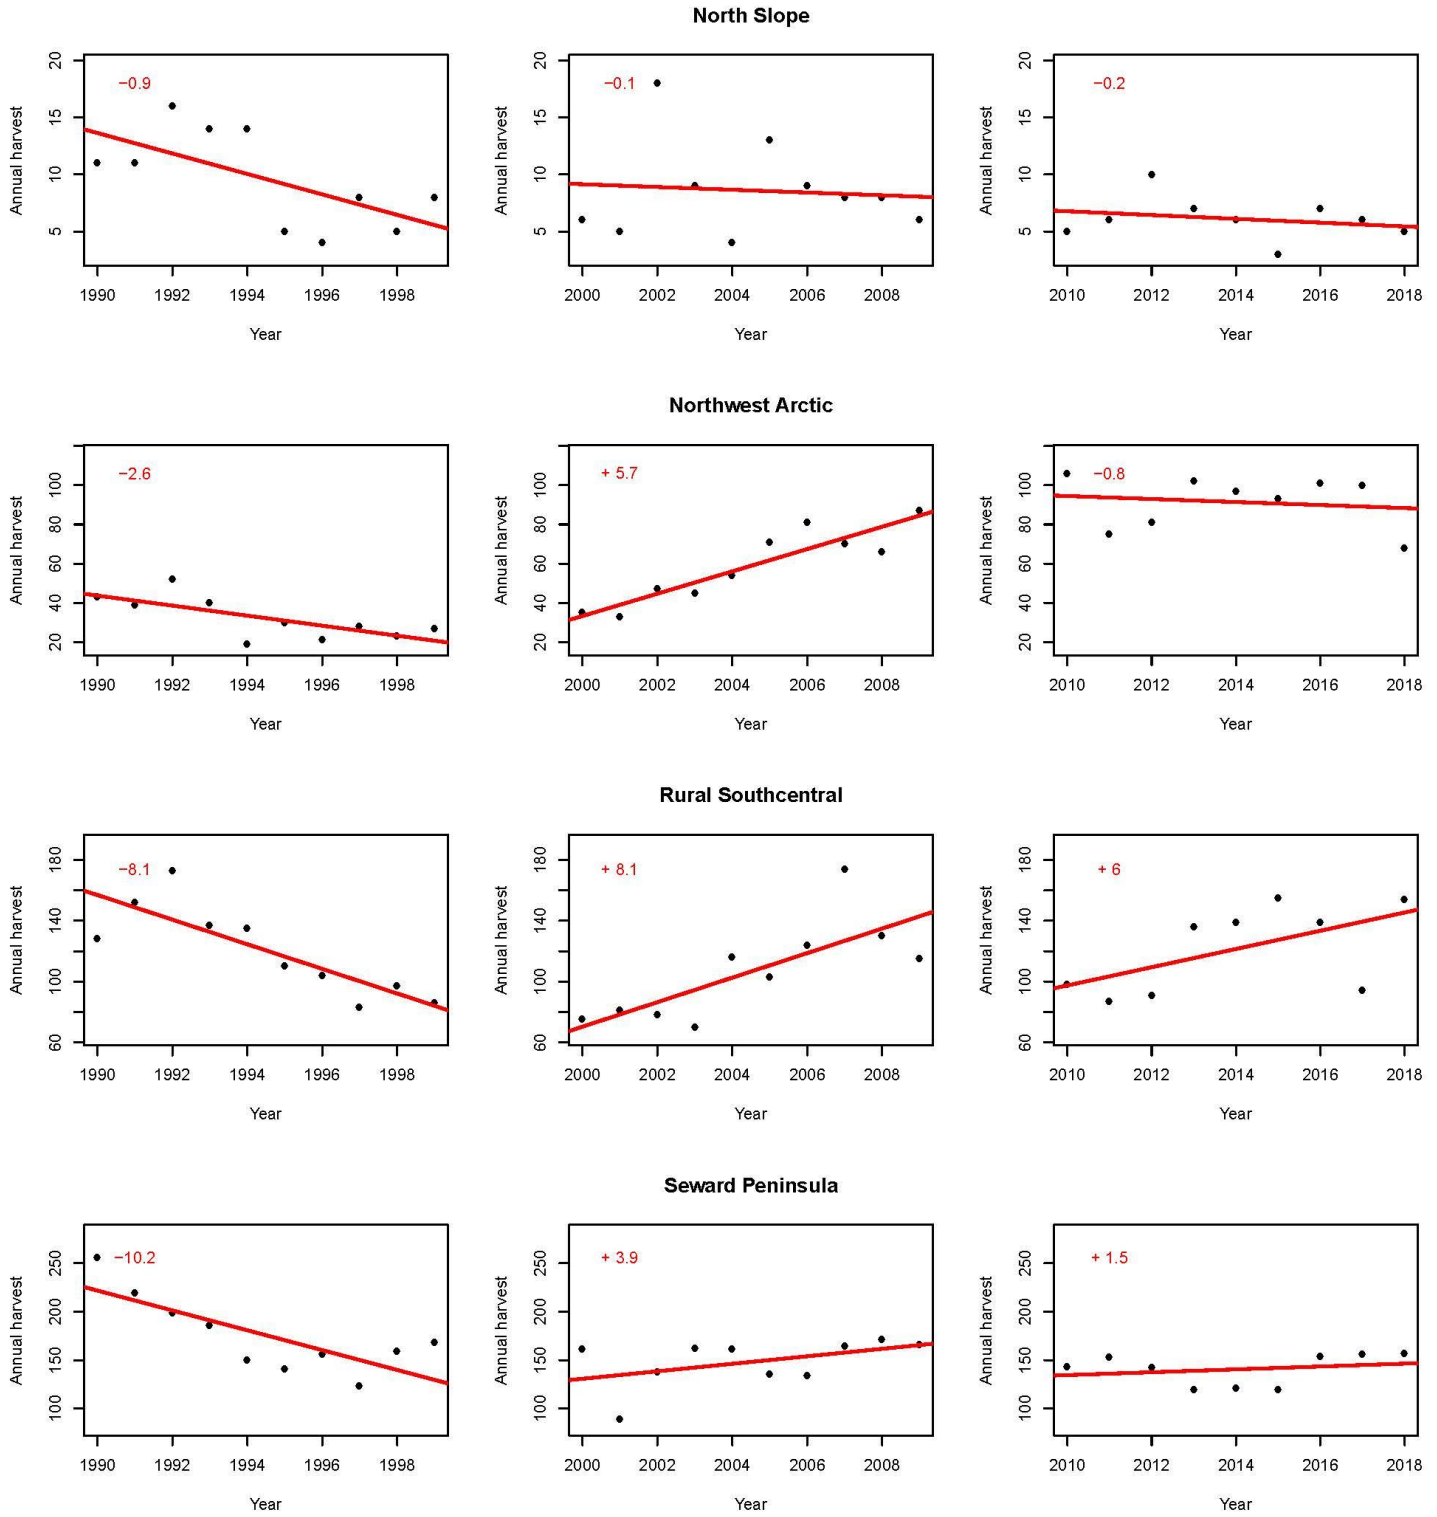 North Slope
−0.9
−0.1
−0.2
Annual harvest
Annual harvest
Annual harvest
20
15
10
5
20
15
10
5
20
15
10
5
1990 1992 1994 1996 1998
2000 2002 2004 2006 2008
2010 2012 2014 2016 2018
Year
Year
Year
Northwest Arctic
−2.6
+ 5.7
−0.8
Annual harvest
Annual harvest
Annual harvest
100
80
60
40
20
100
80
60
40
20
100
80
60
40
20
1990 1992 1994 1996 1998
2000 2002 2004 2006 2008
2010 2012 2014 2016 2018
Year
Year
Year
Rural Southcentral
−8.1
+ 8.1
+ 6
Annual harvest
Annual harvest
Annual harvest
180
140
100
60
180
140
100
60
180
140
100
60
1990 1992 1994 1996 1998
2000 2002 2004 2006 2008
2010 2012 2014 2016 2018
Year
Year
Year
Seward Peninsula
−10.2
+ 3.9
+ 1.5
Annual harvest
Annual harvest
Annual harvest
250
200
150
100
250
200
150
100
250
200
150
100
1990 1992 1994 1996 1998
2000 2002 2004 2006 2008
2010 2012 2014 2016 2018
Year
Year
Year